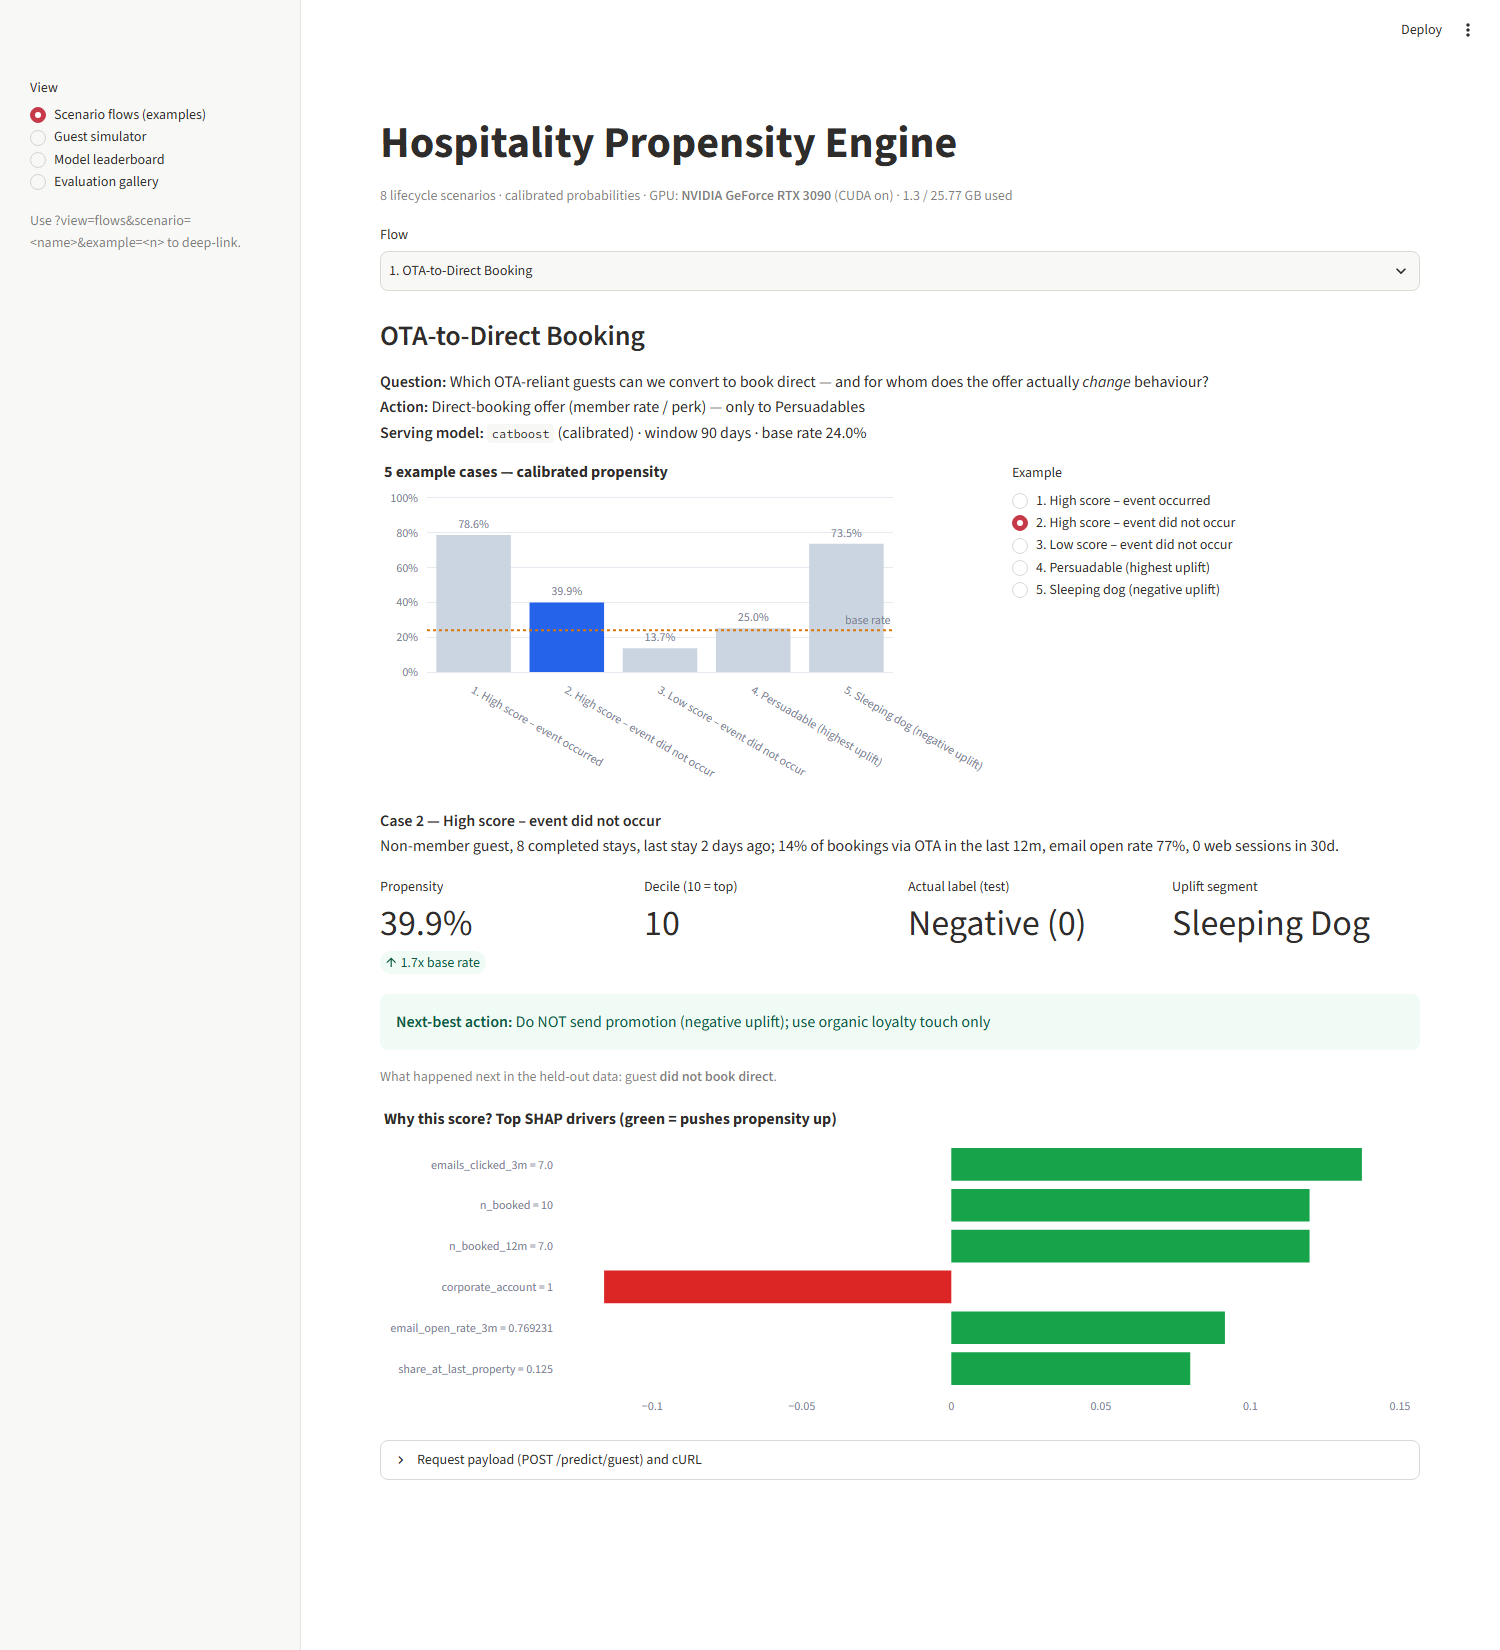 Deploy
View
Scenario flows (examples)
Guest simulator
Model leaderboard
Evaluation gallery
Use ?view=flows&scenario=
<name>&example=<n> to deep-link.
Hospitality Propensity Engine
8 lifecycle scenarios · calibrated probabilities · GPU: NVIDIA GeForce RTX 3090 (CUDA on) · 1.3 / 25.77 GB used
Flow
1. OTA-to-Direct Booking
OTA-to-Direct Booking
Question: Which OTA-reliant guests can we convert to book direct — and for whom does the offer actually change behaviour?
Action: Direct-booking offer (member rate / perk) — only to Persuadables
Serving model: catboost (calibrated) · window 90 days · base rate 24.0%
5 example cases — calibrated propensity
100%
80%
60%
40%
20%
0%
78.6%
39.9%
13.7%
25.0%
73.5%
base rate
1. High score – event occurred
2. High score – event did not occur
3. Low score – event did not occur
4. Persuadable (highest uplift)
5. Sleeping dog (negative uplift)
Example
1. High score – event occurred
2. High score – event did not occur
3. Low score – event did not occur
4. Persuadable (highest uplift)
5. Sleeping dog (negative uplift)
Case 2 — High score – event did not occur
Non-member guest, 8 completed stays, last stay 2 days ago; 14% of bookings via OTA in the last 12m, email open rate 77%, 0 web sessions in 30d.
Propensity
39.9%
↑ 1.7x base rate
Decile (10 = top)
10
Actual label (test)
Negative (0)
Uplift segment
Sleeping Dog
Next-best action: Do NOT send promotion (negative uplift); use organic loyalty touch only
What happened next in the held-out data: guest did not book direct.
Why this score? Top SHAP drivers (green = pushes propensity up)
emails_clicked_3m = 7.0
n_booked = 10
n_booked_12m = 7.0
corporate_account = 1
email_open_rate_3m = 0.769231
share_at_last_property = 0.125
−0.1
−0.05
0
0.05
0.1
0.15
Request payload (POST /predict/guest) and cURL